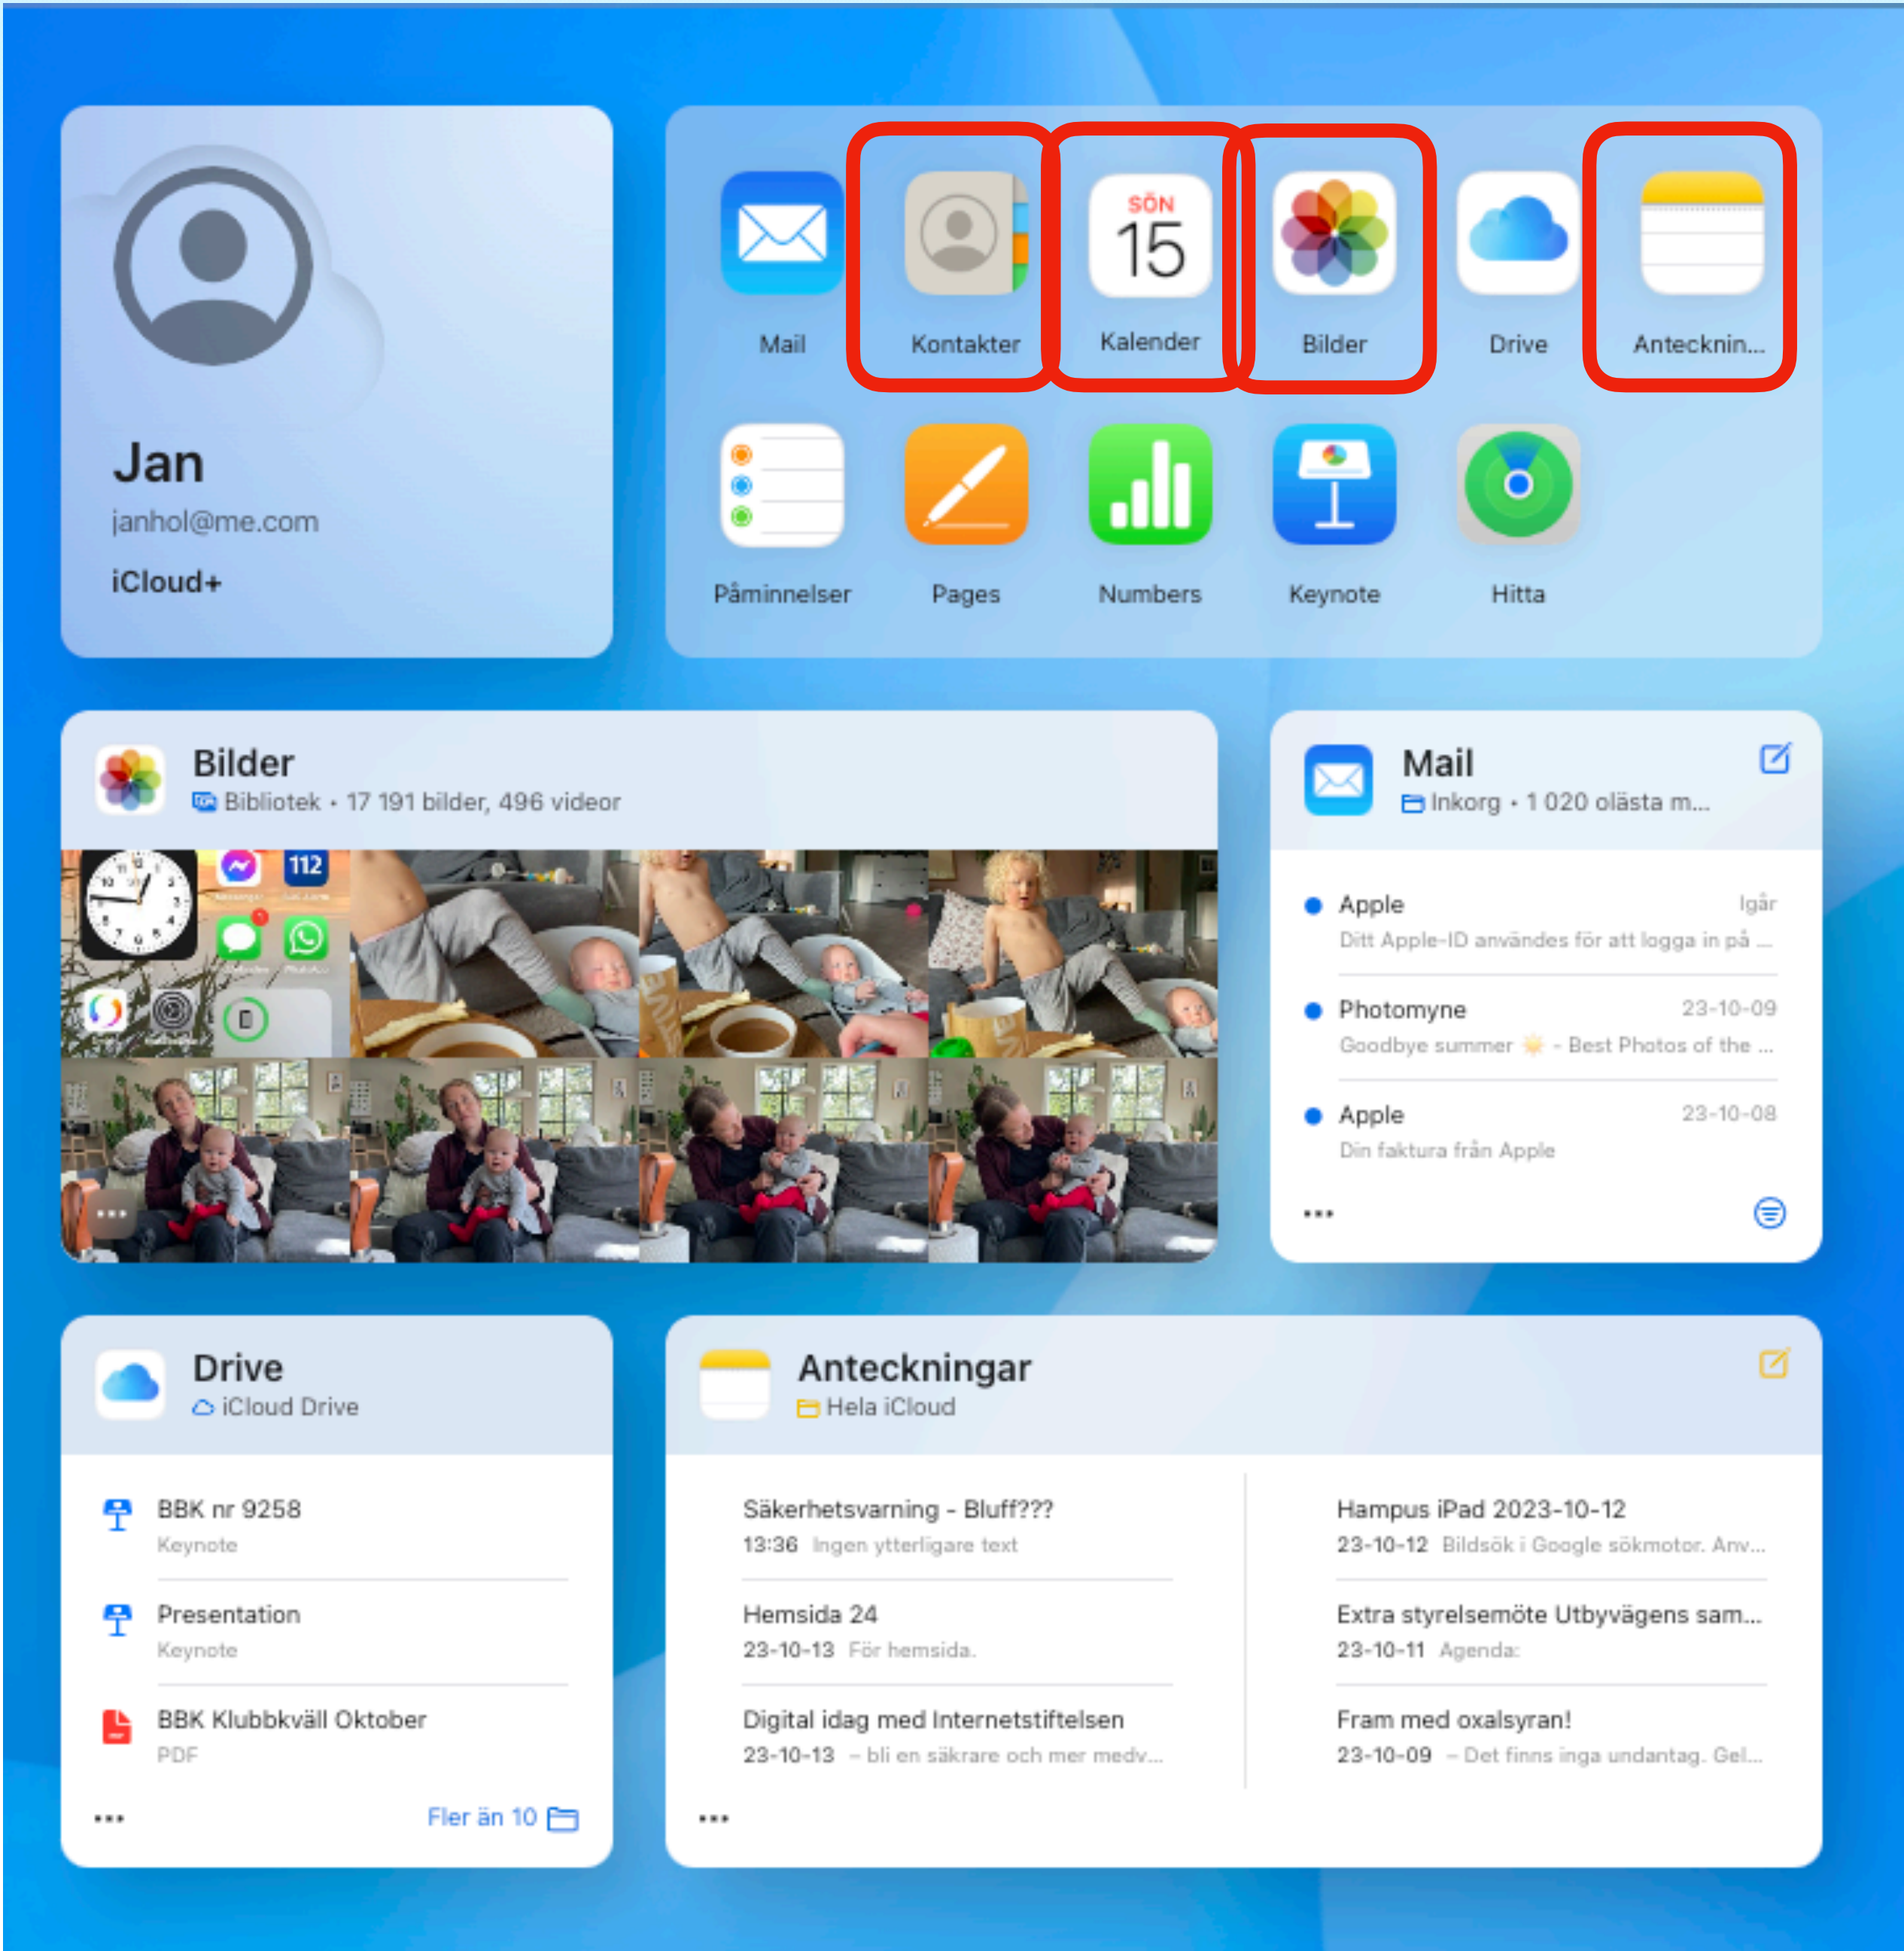 Jan
janhol@me.com
iCloud+
SÖN
15
Mail
Kontakter
Kalender
Bilder
Drive
Antecknin...
Påminnelser
Pages
Numbers
Keynote
Hitta
Bilder
Bibliotek • 17 191 bilder, 496 videor
112
Mail
Inkorg • 1 020 olästa m...
Apple
Igår
Ditt Apple-ID användes för att logga in på ...
Photomyne
23-10-09
Goodbye summer ☀️ - Best Photos of the ...
Apple
23-10-08
Din faktura från Apple
Drive
iCloud Drive
BBK nr 9258
Keynote
Presentation
Keynote
BBK Klubbkväll Oktober
PDF
Fler än 10
Anteckningar
Hela iCloud
Säkerhetsvarning - Bluff???
13:36 Ingen ytterligare text
Hemsida 24
23-10-13 För hemsida.
Digital idag med Internetstiftelsen
23-10-13 – bli en säkrare och mer medv...
Hampus iPad 2023-10-12
23-10-12 Bildsök i Google sökmotor. Anv...
Extra styrelsemöte Utbyvägens sam...
23-10-11 Agenda:
Fram med oxalsyran!
23-10-09 – Det finns inga undantag. Gel...